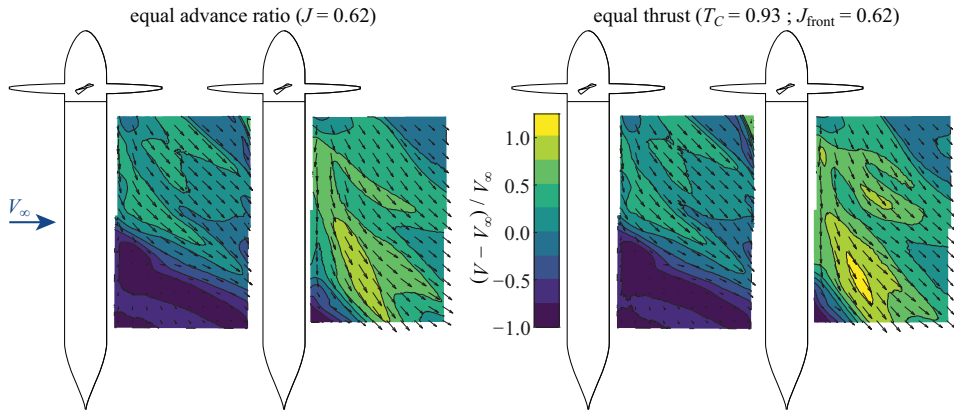 equal advance ratio (J = 0.62)
equal thrust (T_C = 0.93 ; J_front = 0.62)
V_∞
1.0
0.5
0.0
−0.5
−1.0
(V − V_∞) / V_∞